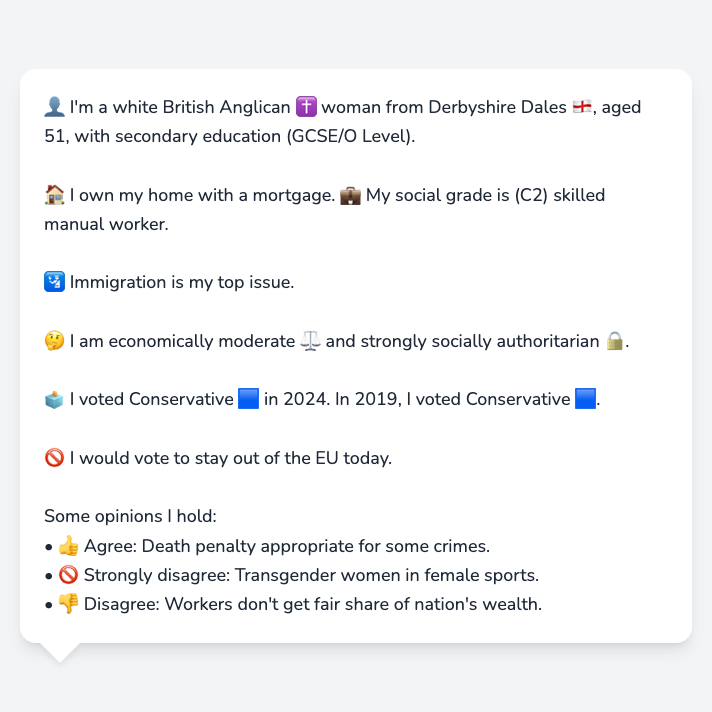 👤 I'm a white British Anglican ✝️ woman from Derbyshire Dales 🏴󠁧󠁢󠁥󠁮󠁧󠁿, aged
51, with secondary education (GCSE/O Level).
🏠 I own my home with a mortgage. 💼 My social grade is (C2) skilled
manual worker.
🛂 Immigration is my top issue.
🤔 I am economically moderate ⚖️ and strongly socially authoritarian 🔒.
🗳️ I voted Conservative 🟦 in 2024. In 2019, I voted Conservative 🟦.
🚫 I would vote to stay out of the EU today.
Some opinions I hold:
• 👍 Agree: Death penalty appropriate for some crimes.
• 🚫 Strongly disagree: Transgender women in female sports.
• 👎 Disagree: Workers don't get fair share of nation's wealth.